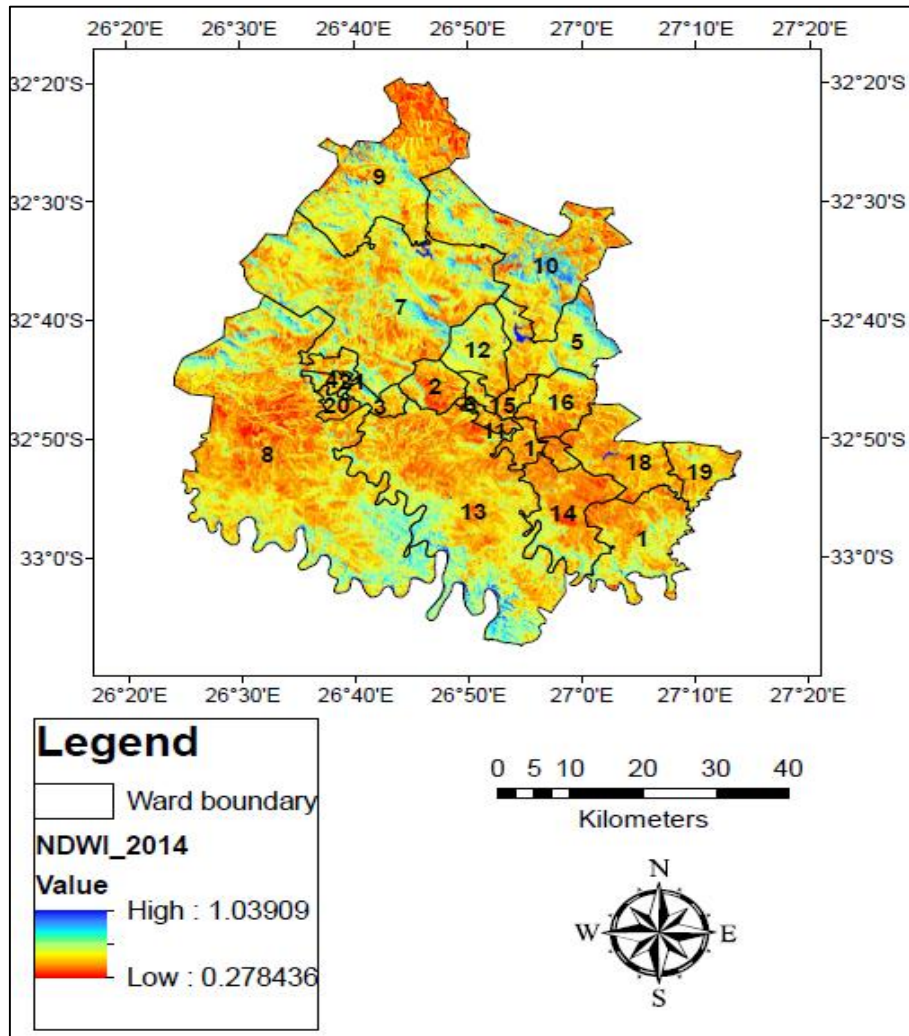 26°20'E 26°30'E 26°40'E 26°50'E 27°0'E 27°10'E 27°20'E
32°20'S 32°20'S
9
32°30'S 32°30'S
10
7
32°40'S 5 32°40'S
12
4 21 2
20 3 15 16
11
32°50'S 17 32°50'S
8 18 19
13 14
1
33°0'S 33°0'S
26°20'E 26°30'E 26°40'E 26°50'E 27°0'E 27°10'E 27°20'E
Legend
Ward boundary
NDWI_2014
Value
High : 1.03909
Low : 0.278436
0 5 10 20 30 40
Kilometers
N
W E
S